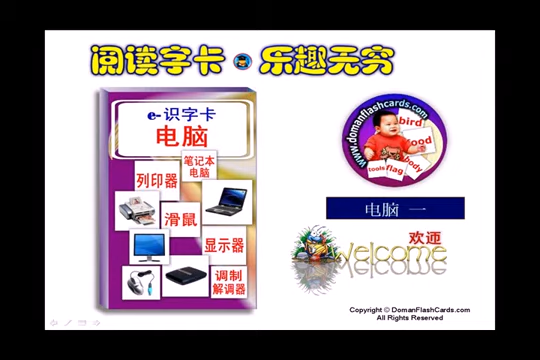 阅读字卡 • 乐趣无穷
e-识字卡
电脑
笔记本
电脑
列印器
滑鼠
显示器
调制
解调器
www.domanflashcards.com
bird
food
body
tools
flag
电脑 一
欢迎
welcome
Copyright © DomanFlashCards.com
All Rights Reserved